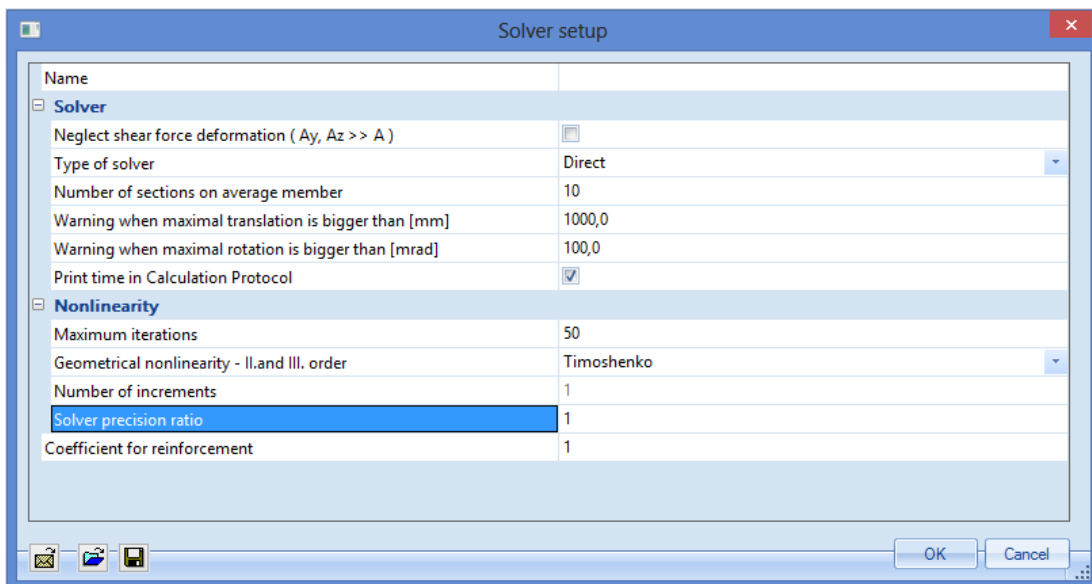 Solver setup
Name
Solver
Neglect shear force deformation ( Ay, Az >> A )
Type of solver Direct
Number of sections on average member 10
Warning when maximal translation is bigger than [mm] 1000,0
Warning when maximal rotation is bigger than [mrad] 100,0
Print time in Calculation Protocol
Nonlinearity
Maximum iterations 50
Geometrical nonlinearity - II.and III. order Timoshenko
Number of increments 1
Solver precision ratio 1
Coefficient for reinforcement 1
OK Cancel